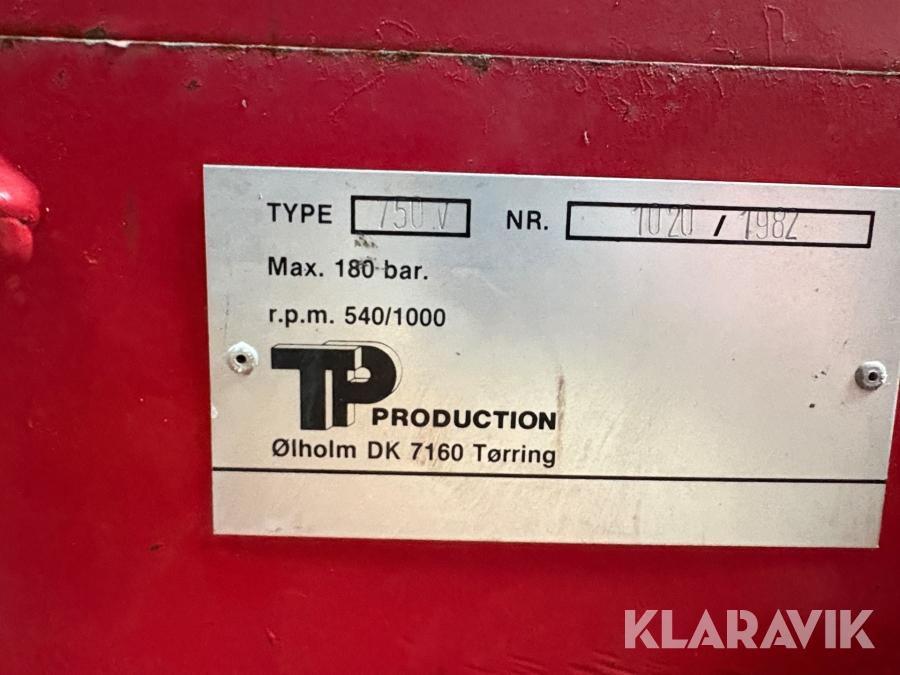 TYPE 750 V NR. 1020 / 1982
Max. 180 bar.
r.p.m. 540/1000
TP PRODUCTION
Ølholm DK 7160 Tørring
KLARAVIK